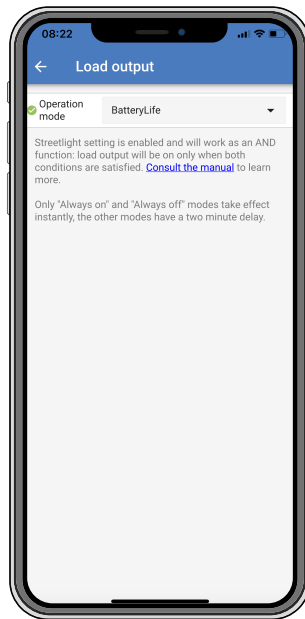 08:22
Load output
Operation
mode
BatteryLife
Streetlight setting is enabled and will work as an AND
function: load output will be on only when both
conditions are satisfied. Consult the manual to learn
more.
Only "Always on" and "Always off" modes take effect
instantly, the other modes have a two minute delay.